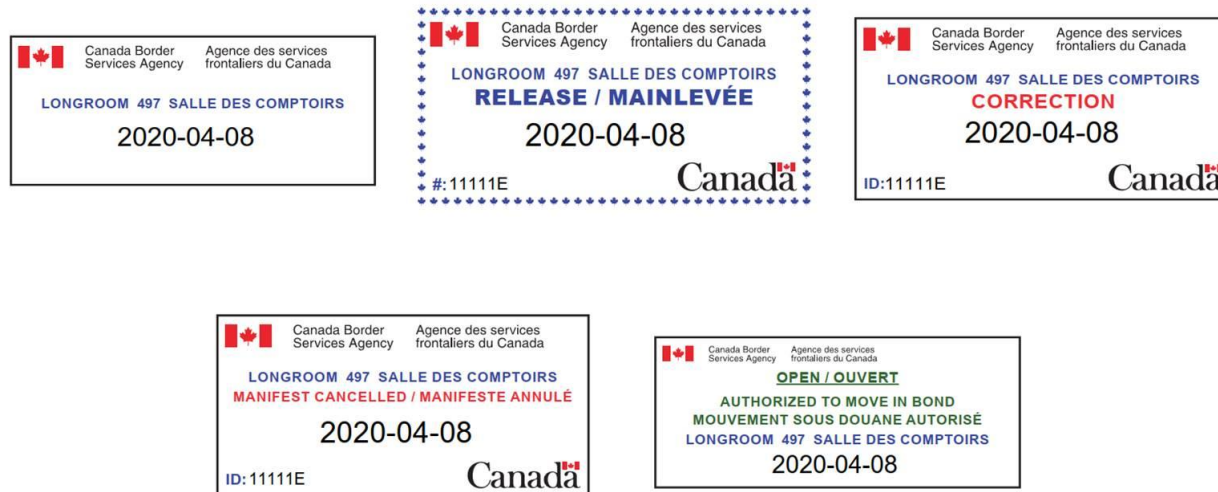 Canada Border Services Agency
Agence des services frontaliers du Canada
LONGROOM 497 SALLE DES COMPTOIRS
2020-04-08
Canada Border Services Agency
Agence des services frontaliers du Canada
LONGROOM 497 SALLE DES COMPTOIRS
RELEASE / MAINLEVÉE
2020-04-08
#: 11111E
Canada
Canada Border Services Agency
Agence des services frontaliers du Canada
LONGROOM 497 SALLE DES COMPTOIRS
CORRECTION
2020-04-08
ID:11111E
Canada
Canada Border Services Agency
Agence des services frontaliers du Canada
LONGROOM 497 SALLE DES COMPTOIRS
MANIFEST CANCELLED / MANIFESTE ANNULÉ
2020-04-08
ID: 11111E
Canada
Canada Border Services Agency
Agence des services frontaliers du Canada
OPEN / OUVERT
AUTHORIZED TO MOVE IN BOND
MOUVEMENT SOUS DOUANE AUTORISÉ
LONGROOM 497 SALLE DES COMPTOIRS
2020-04-08